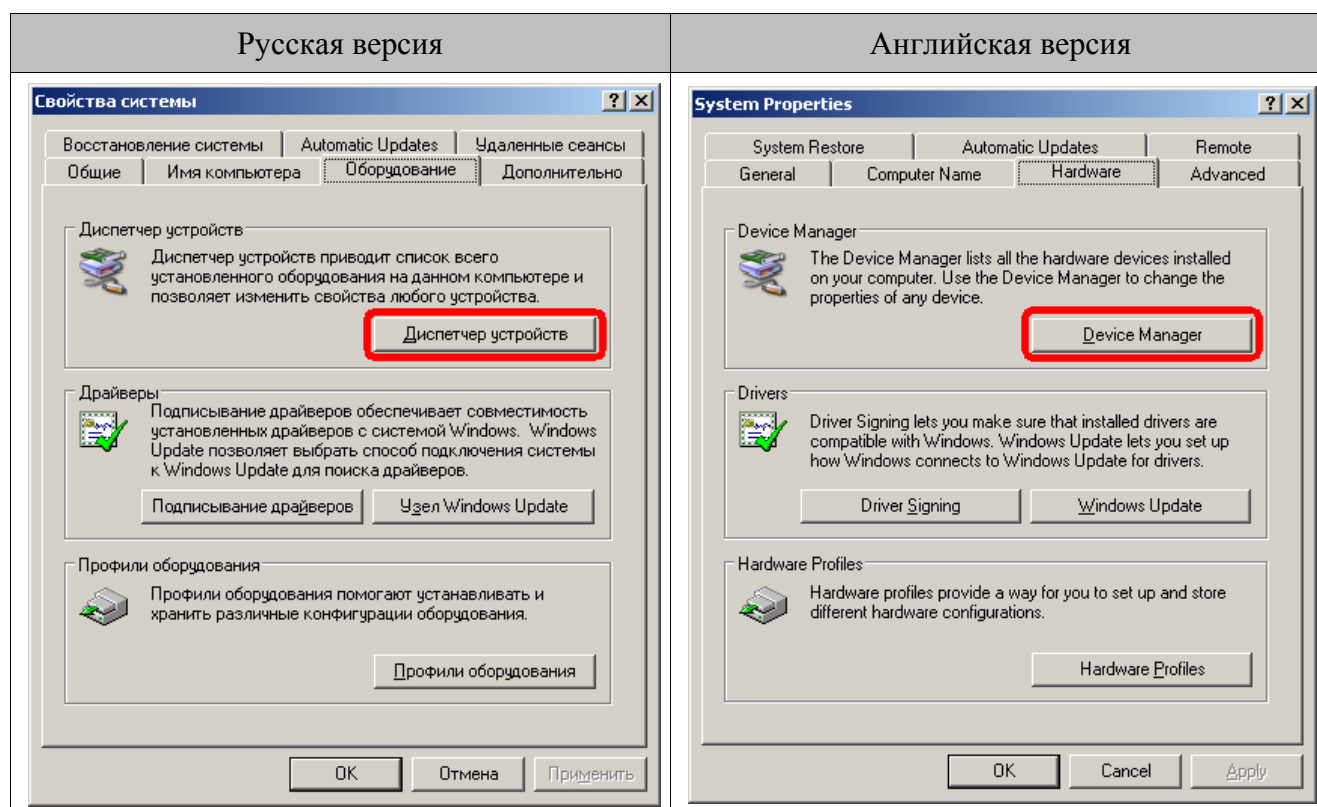 Русская версия
Английская версия
Свойства системы
Восстановление системы Automatic Updates Удаленные сеансы
Общие Имя компьютера Оборудование Дополнительно
Диспетчер устройств
Диспетчер устройств приводит список всего
установленного оборудования на данном компьютере и
позволяет изменить свойства любого устройства.
Диспетчер устройств
Драйверы
Подписывание драйверов обеспечивает совместимость
установленных драйверов с системой Windows. Windows
Update позволяет выбрать способ подключения системы
к Windows Update для поиска драйверов.
Подписывание драйверов Узел Windows Update
Профили оборудования
Профили оборудования помогают устанавливать и
хранить различные конфигурации оборудования.
Профили оборудования
OK Отмена Применить
System Properties
System Restore Automatic Updates Remote
General Computer Name Hardware Advanced
Device Manager
The Device Manager lists all the hardware devices installed
on your computer. Use the Device Manager to change the
properties of any device.
Device Manager
Drivers
Driver Signing lets you make sure that installed drivers are
compatible with Windows. Windows Update lets you set up
how Windows connects to Windows Update for drivers.
Driver Signing Windows Update
Hardware Profiles
Hardware profiles provide a way for you to set up and store
different hardware configurations.
Hardware Profiles
OK Cancel Apply